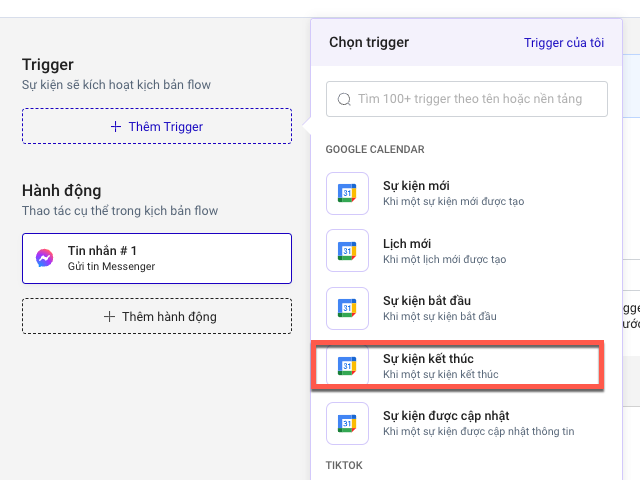 Trigger
Sự kiện sẽ kích hoạt kịch bản flow
Thêm Trigger
Hành động
Thao tác cụ thể trong kịch bản flow
Tin nhắn # 1
Gửi tin Messenger
Thêm hành động
Chọn trigger
Trigger của tôi
Tìm 100+ trigger theo tên hoặc nền tảng
GOOGLE CALENDAR
31
Sự kiện mới
Khi một sự kiện mới được tạo
31
Lịch mới
Khi một lịch mới được tạo
31
Sự kiện bắt đầu
Khi một sự kiện bắt đầu
31
Sự kiện kết thúc
Khi một sự kiện kết thúc
31
Sự kiện được cập nhật
Khi một sự kiện được cập nhật thông tin
TIKTOK